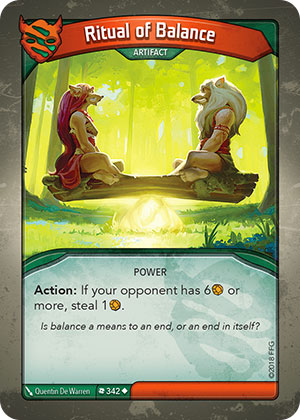 Ritual of Balance
ARTIFACT
POWER
Action: If your opponent has 6 or
more, steal 1.
Is balance a means to an end, or an end in itself?
Quentin De Warren
342
©2018 FFG